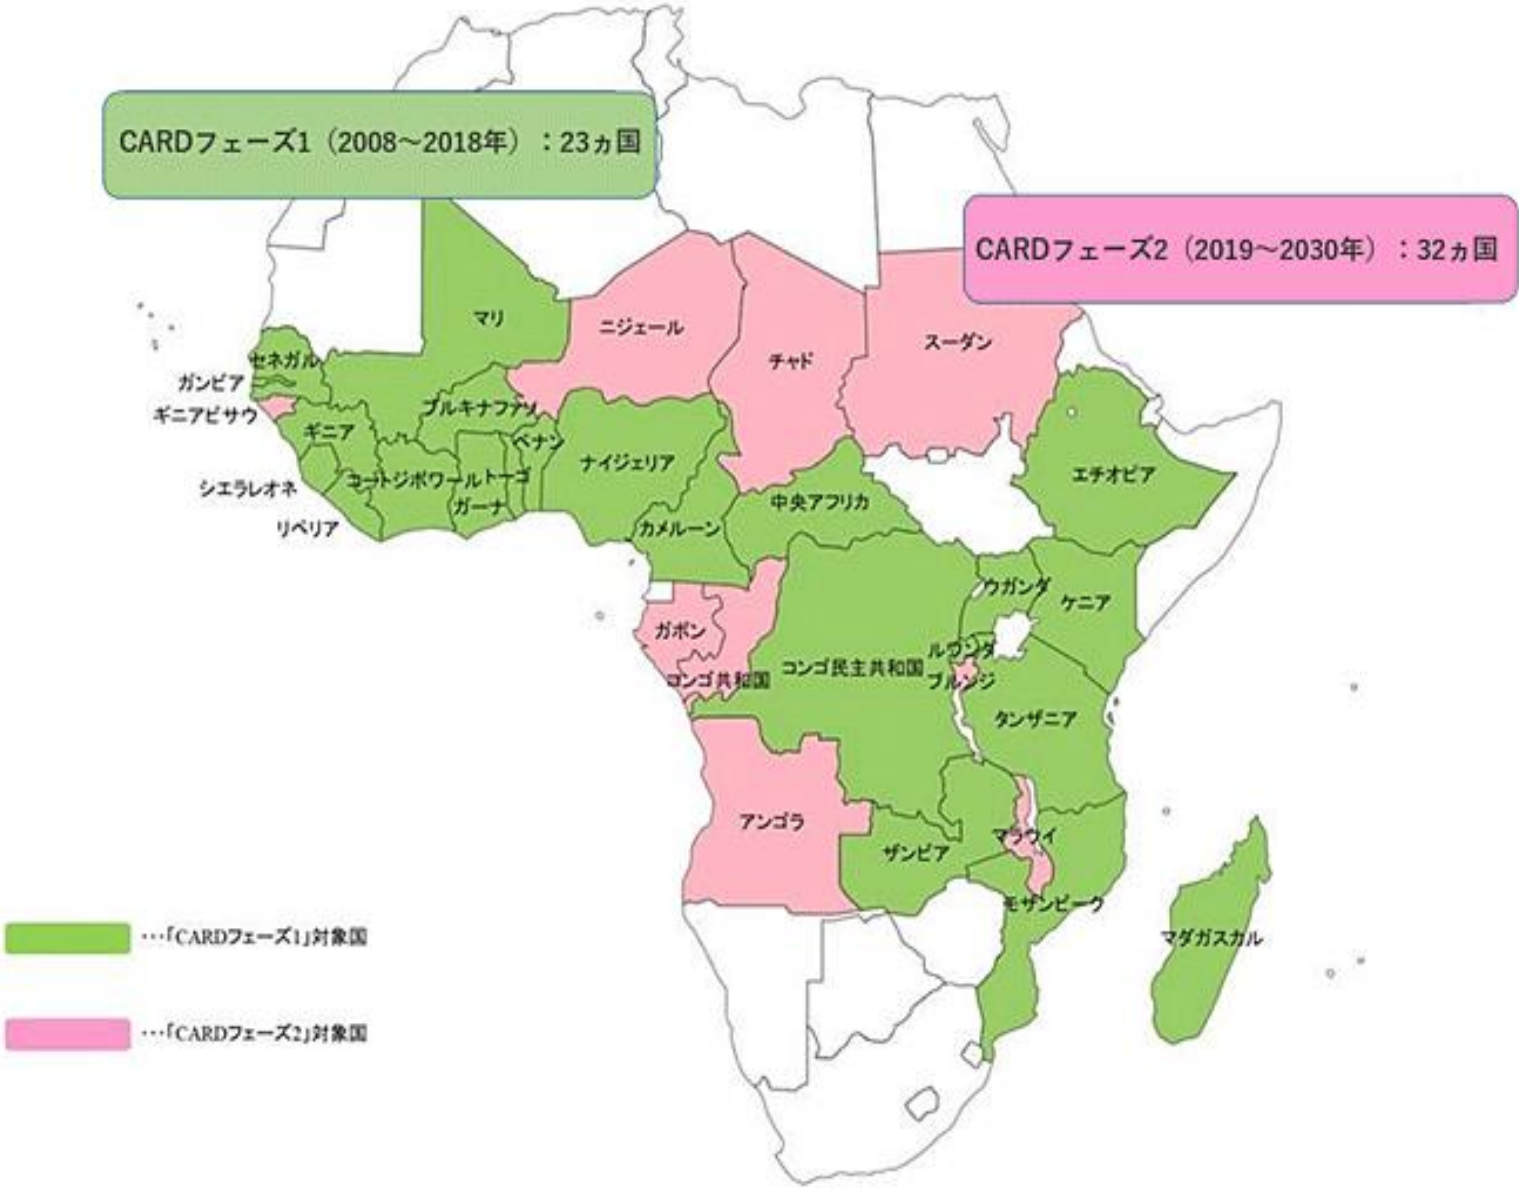 CARDフェーズ1（2008～2018年）：23ヵ国
CARDフェーズ2（2019～2030年）：32ヵ国
マリ
ニジェール
チャド
スーダン
セネガル
ガンビア
ギニアビサウ
ブルキナファソ
ギニア
ベナン
ナイジェリア
エチオピア
シエラレオネ
コートジボワール
トーゴ
ガーナ
中央アフリカ
リベリア
カメルーン
ウガンダ
ケニア
ガボン
ルワンダ
コンゴ共和国
コンゴ民主共和国
ブルンジ
タンザニア
アンゴラ
マラウイ
ザンビア
モザンビーク
マダガスカル
…「CARDフェーズ1」対象国
…「CARDフェーズ2」対象国